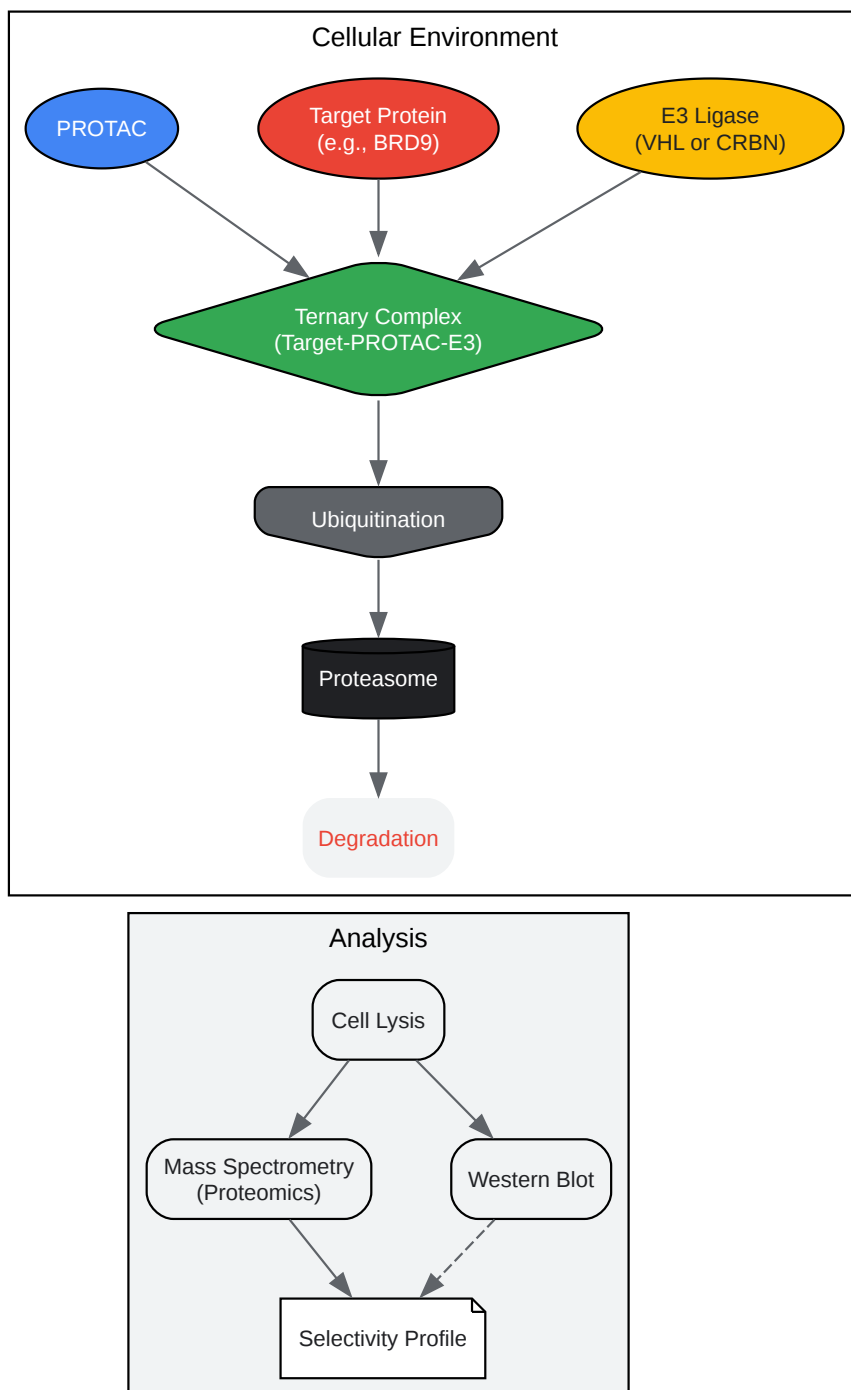 Cellular Environment
PROTAC
Target Protein
(e.g., BRD9)
E3 Ligase
(VHL or CRBN)
Ternary Complex
(Target-PROTAC-E3)
Ubiquitination
Proteasome
Degradation
Analysis
Cell Lysis
Mass Spectrometry
(Proteomics)
Western Blot
Selectivity Profile